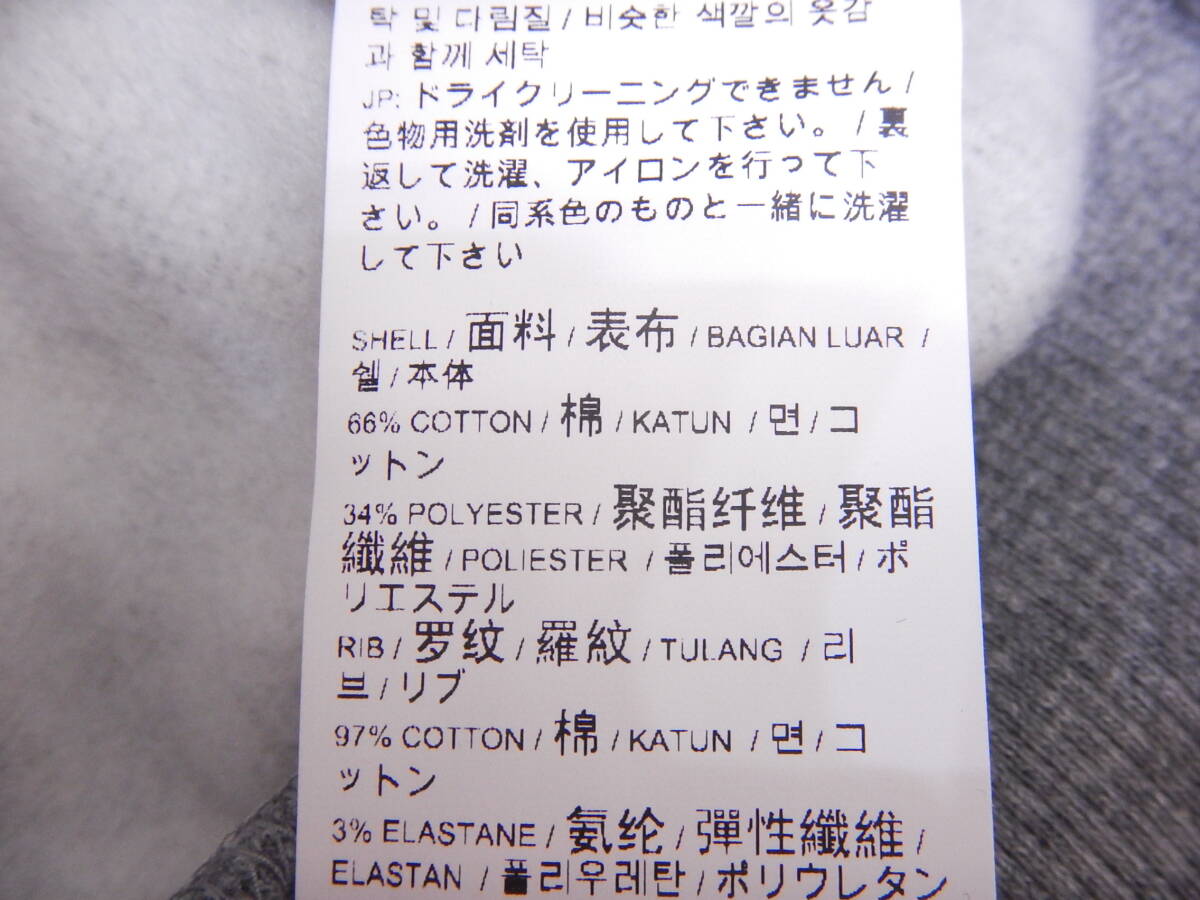 탁 및 다림질 / 비슷한 색깔의 옷감
과 함께 세탁
JP: ドライクリーニングできません /
色物用洗剤を使用して下さい。 / 裏
返して洗濯、アイロンを行って下
さい。 / 同系色のものと一緒に洗濯
して下さい
SHELL / 面料 / 表布 / BAGIAN LUAR /
쉘 / 本体
66% COTTON / 棉 / KATUN / 면 / コ
ットン
34% POLYESTER / 聚酯纤维 / 聚酯
纖維 / POLIESTER / 폴리에스터 / ポ
リエステル
RIB / 罗纹 / 羅紋 / TULANG / 리
브 / リブ
97% COTTON / 棉 / KATUN / 면 / コ
ットン
3% ELASTANE / 氨纶 / 彈性纖維 /
ELASTAN / 폴리우레탄 / ポリウレタン